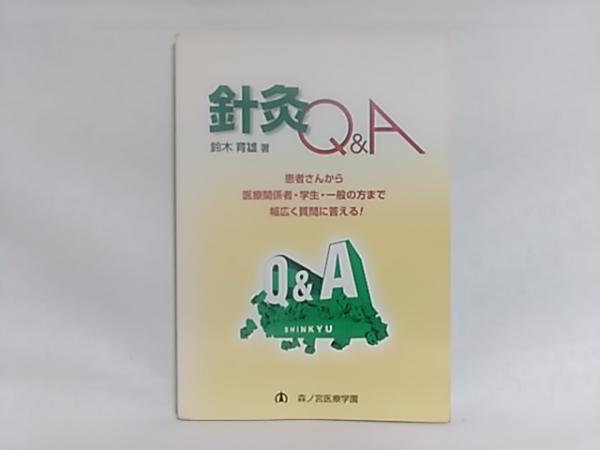 針灸Q&A
鈴木 育雄 著
患者さんから
医療関係者・学生・一般の方まで
幅広く質問に答える!
Q&A
SHINKYU
森ノ宮医療学園